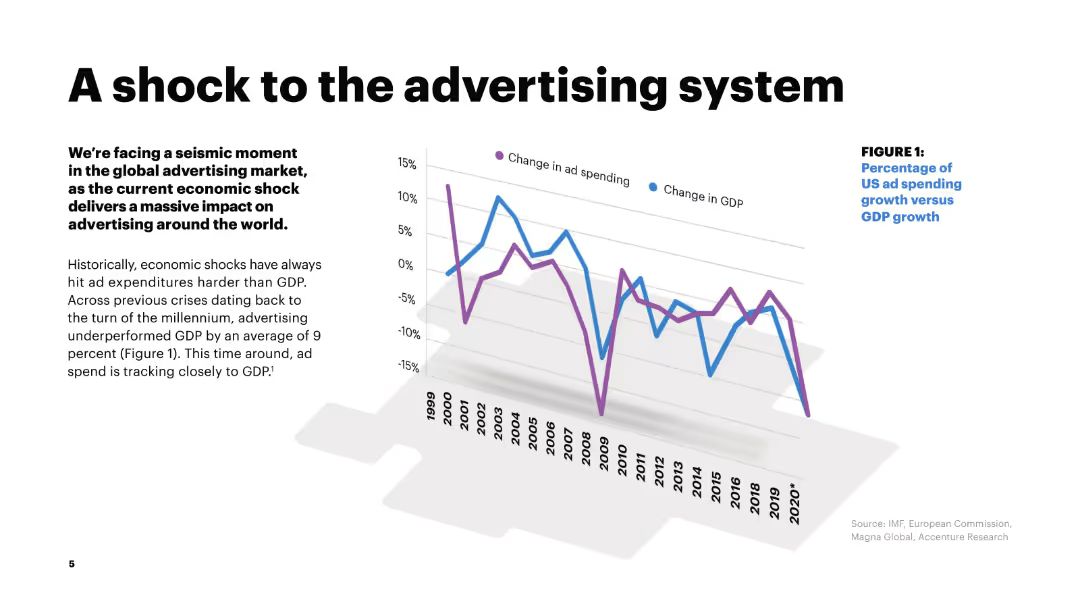 A shock to the advertising system
We're facing a seismic moment
in the global advertising market,
as the current economic shock
delivers a massive impact on
advertising around the world.
Historically, economic shocks have always
hit ad expenditures harder than GDP.
Across previous crises dating back to
the turn of the millennium, advertising
underperformed GDP by an average of 9
percent (Figure 1). This time around, ad
spend is tracking closely to GDP.¹
Change in ad spending
Change in GDP
15%
10%
5%
0%
-5%
-10%
-15%
1999
2000
2001
2002
2003
2004
2005
2006
2007
2008
2009
2010
2011
2012
2013
2014
2015
2016
2018
2019
2020*
FIGURE 1:
Percentage of
US ad spending
growth versus
GDP growth
Source: IMF, European Commission,
Magna Global, Accenture Research
5